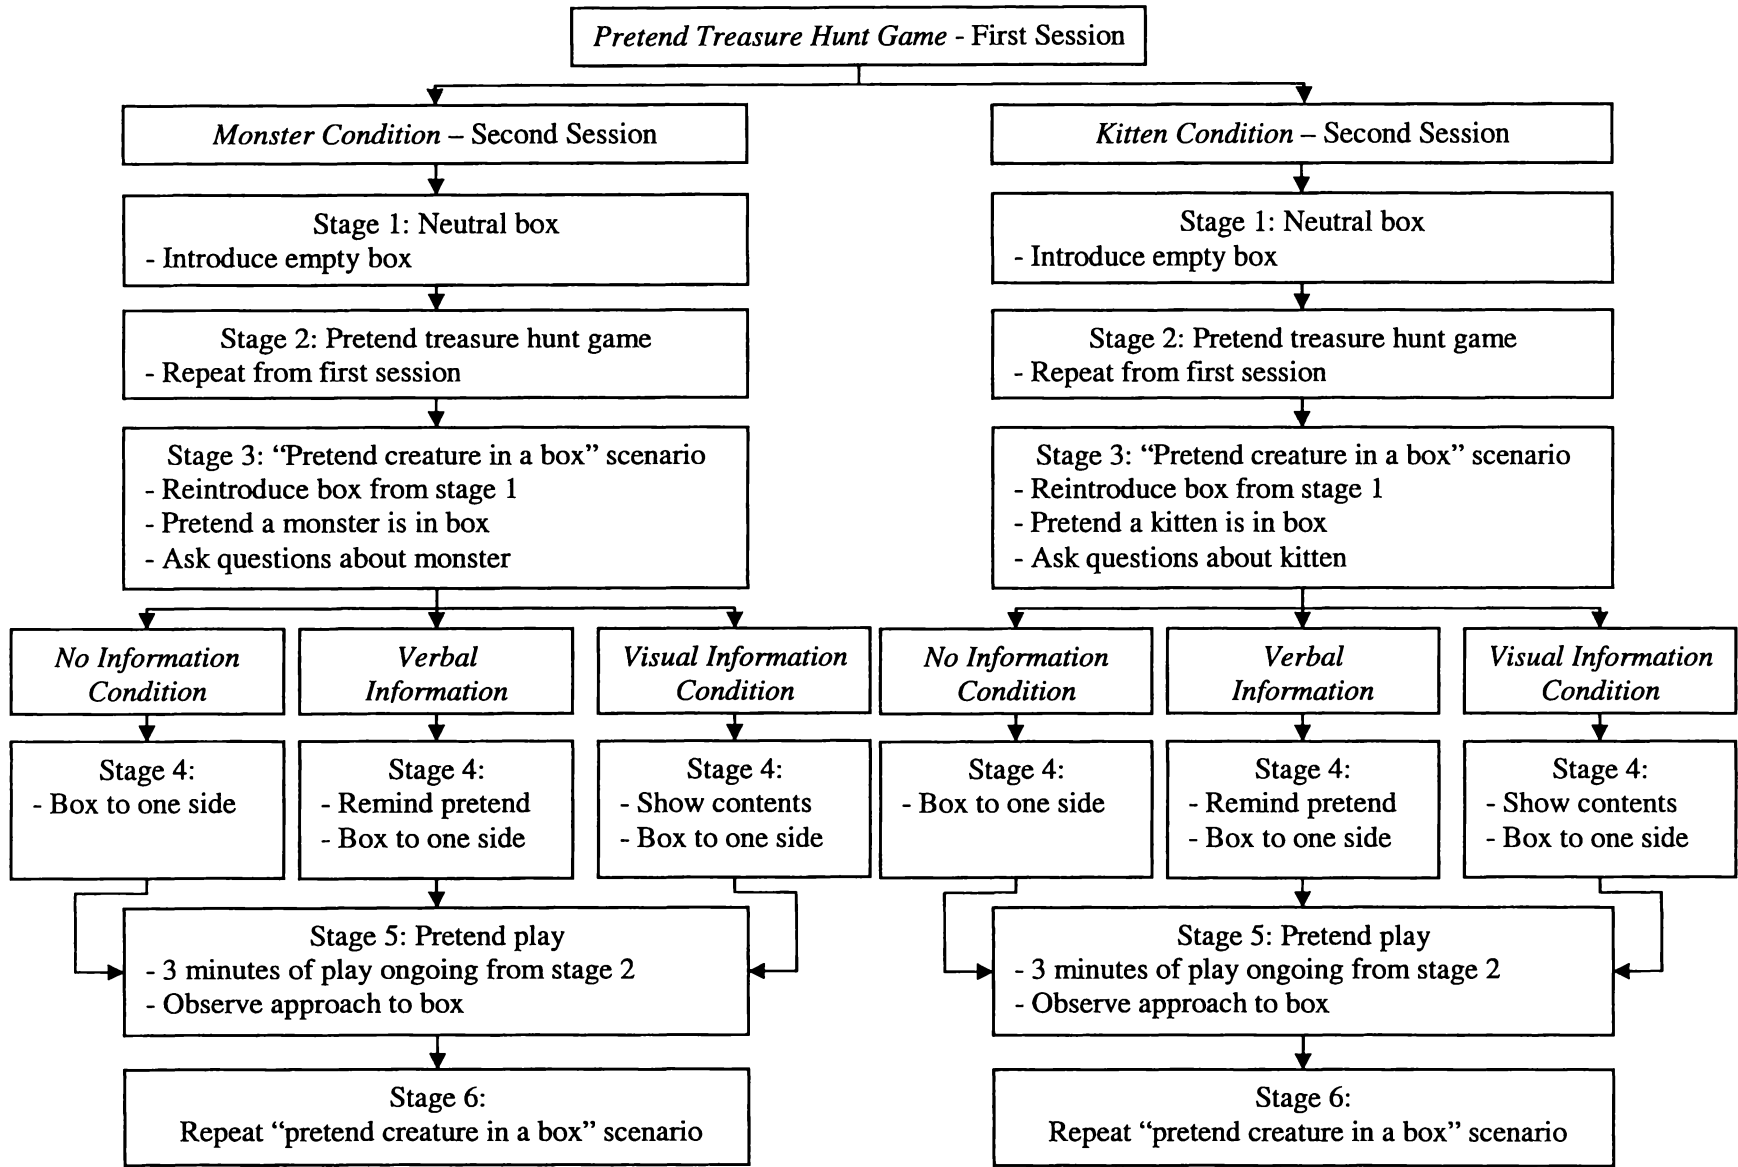 Pretend Treasure Hunt Game - First Session
Monster Condition – Second Session
Kitten Condition – Second Session
Stage 1: Neutral box
- Introduce empty box
Stage 1: Neutral box
- Introduce empty box
Stage 2: Pretend treasure hunt game
- Repeat from first session
Stage 2: Pretend treasure hunt game
- Repeat from first session
Stage 3: “Pretend creature in a box” scenario
- Reintroduce box from stage 1
- Pretend a monster is in box
- Ask questions about monster
Stage 3: “Pretend creature in a box” scenario
- Reintroduce box from stage 1
- Pretend a kitten is in box
- Ask questions about kitten
No Information
Condition
Verbal
Information
Visual Information
Condition
No Information
Condition
Verbal
Information
Visual Information
Condition
Stage 4:
- Box to one side
Stage 4:
- Remind pretend
- Box to one side
Stage 4:
- Show contents
- Box to one side
Stage 4:
- Box to one side
Stage 4:
- Remind pretend
- Box to one side
Stage 4:
- Show contents
- Box to one side
Stage 5: Pretend play
- 3 minutes of play ongoing from stage 2
- Observe approach to box
Stage 5: Pretend play
- 3 minutes of play ongoing from stage 2
- Observe approach to box
Stage 6:
Repeat “pretend creature in a box” scenario
Stage 6:
Repeat “pretend creature in a box” scenario